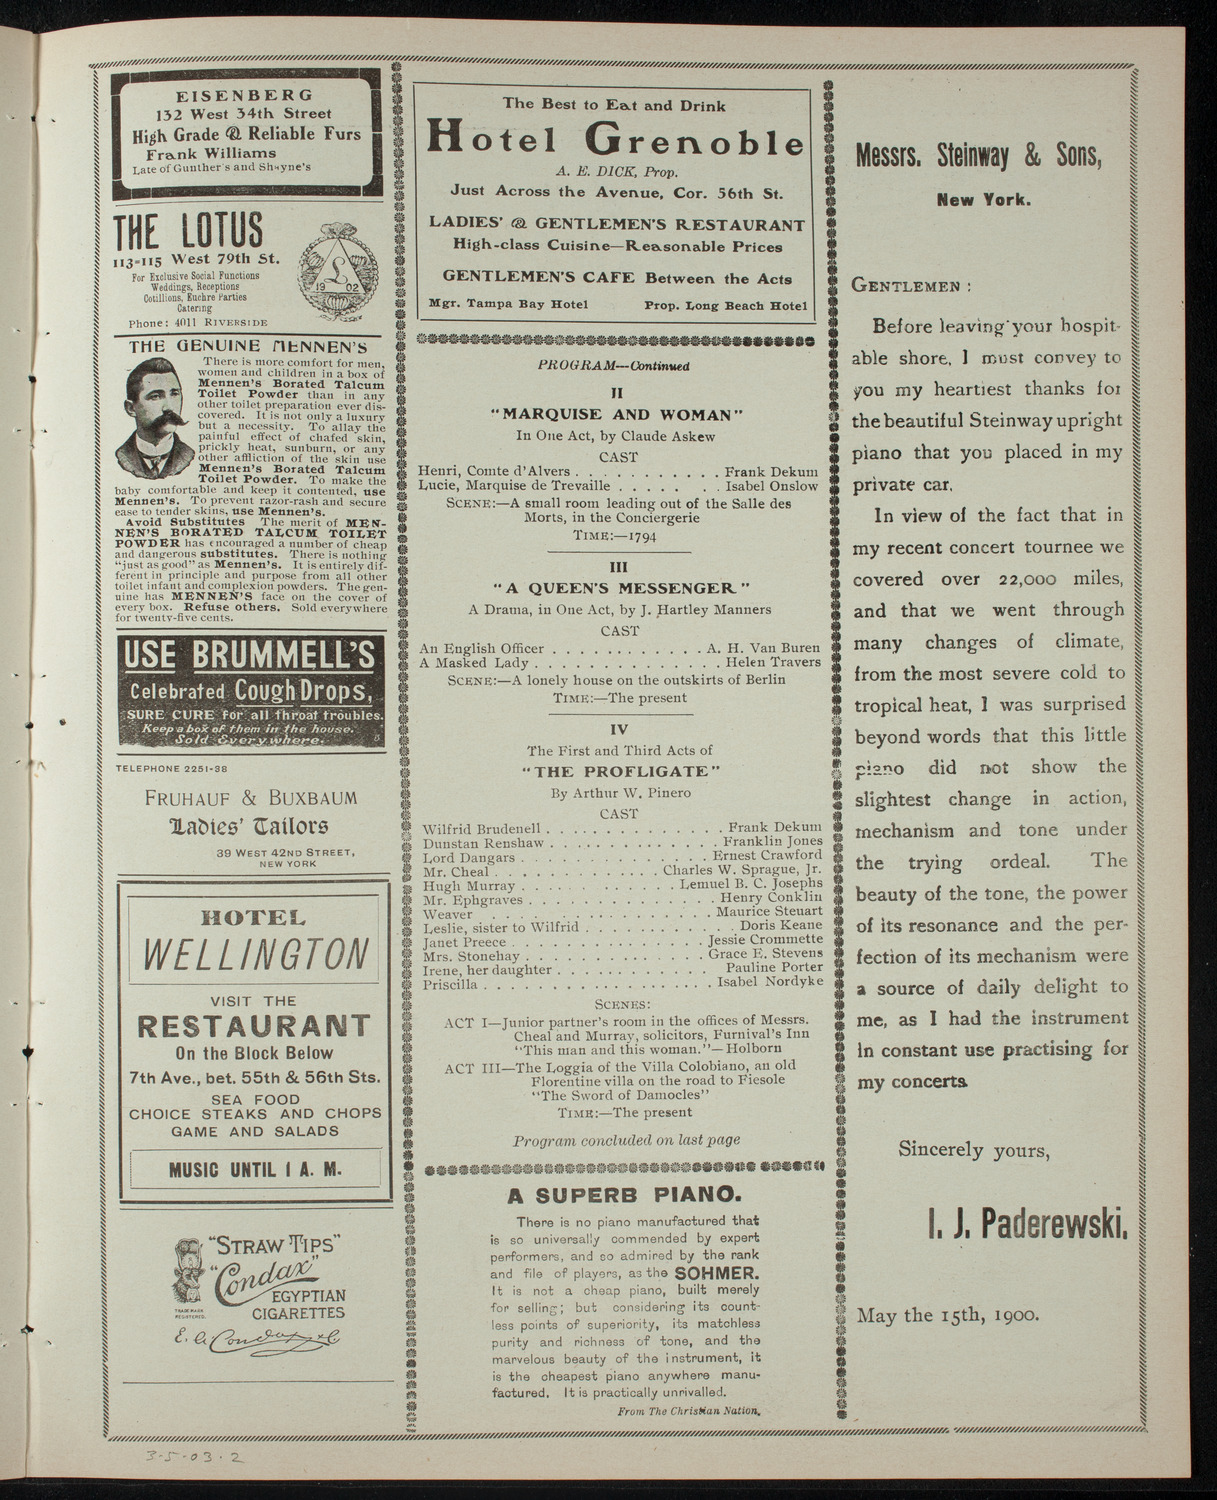 EISENBERG
132 West 34th Street
High Grade & Reliable Furs
Frank Williams
Late of Gunther's and Shayne's
THE LOTUS
113-115 West 79th St.
For Exclusive Social Functions
Weddings, Receptions
Cotillions, Euchre Parties
Catering
Phone: 4011 RIVERSIDE
L
19 02
THE GENUINE MENNEN'S
There is more comfort for men,
women and children in a box of
Mennen's Borated Talcum
Toilet Powder than in any
other toilet preparation ever dis-
covered. It is not only a luxury
but a necessity. To allay the
painful effect of chafed skin,
prickly heat, sunburn, or any
other affliction of the skin use
Mennen's Borated Talcum
Toilet Powder. To make the
baby comfortable and keep it contented, use
Mennen's. To prevent razor-rash and secure
ease to tender skins, use Mennen's.
Avoid Substitutes The merit of MEN-
NEN'S BORATED TALCUM TOILET
POWDER has encouraged a number of cheap
and dangerous substitutes. There is nothing
"just as good" as Mennen's. It is entirely dif-
ferent in principle and purpose from all other
toilet infant and complexion powders. The gen-
uine has MENNEN'S face on the cover of
every box. Refuse others. Sold everywhere
for twenty-five cents.
USE BRUMMELL'S
Celebrated Cough Drops,
SURE CURE For all throat troubles.
Keep a box of them in the house.
Sold Everywhere.
TELEPHONE 2251-38
FRUHAUF & BUXBAUM
Ladies' Tailors
39 WEST 42ND STREET,
NEW YORK
HOTEL
WELLINGTON
VISIT THE
RESTAURANT
On the Block Below
7th Ave., bet. 55th & 56th Sts.
SEA FOOD
CHOICE STEAKS AND CHOPS
GAME AND SALADS
MUSIC UNTIL 1 A. M.
"STRAW TIPS"
"Condax"
EGYPTIAN
CIGARETTES
TRADE MARK
REGISTERED.
3-5-03.2
The Best to Eat and Drink
Hotel Grenoble
A. E. DICK, Prop.
Just Across the Avenue, Cor. 56th St.
LADIES' & GENTLEMEN'S RESTAURANT
High-class Cuisine—Reasonable Prices
GENTLEMEN'S CAFE Between the Acts
Mgr. Tampa Bay Hotel Prop. Long Beach Hotel
PROGRAM—Continued
II
"MARQUISE AND WOMAN"
In One Act, by Claude Askew
CAST
Henri, Comte d'Alvers . . . . . . . . . . . Frank Dekum
Lucie, Marquise de Trevaille . . . . . . . Isabel Onslow
SCENE:—A small room leading out of the Salle des
Morts, in the Conciergerie
TIME:—1794
III
"A QUEEN'S MESSENGER"
A Drama, in One Act, by J. Hartley Manners
CAST
An English Officer . . . . . . . . . . . . A. H. Van Buren
A Masked Lady . . . . . . . . . . . . . . Helen Travers
SCENE:—A lonely house on the outskirts of Berlin
TIME:—The present
IV
The First and Third Acts of
"THE PROFLIGATE"
By Arthur W. Pinero
CAST
Wilfrid Brudenell . . . . . . . . . . . . . Frank Dekum
Dunstan Renshaw . . . . . . . . . . . . . Franklin Jones
Lord Dangars . . . . . . . . . . . . . . Ernest Crawford
Mr. Cheal . . . . . . . . . . . . . Charles W. Sprague, Jr.
Hugh Murray . . . . . . . . . . . . Lemuel B. C. Josephs
Mr. Ephgraves . . . . . . . . . . . . . . Henry Conklin
Weaver . . . . . . . . . . . . . . . . . Maurice Steuart
Leslie, sister to Wilfrid . . . . . . . . . . . Doris Keane
Janet Preece . . . . . . . . . . . . . . Jessie Crommette
Mrs. Stonehay . . . . . . . . . . . . . Grace E. Stevens
Irene, her daughter . . . . . . . . . . . . Pauline Porter
Priscilla . . . . . . . . . . . . . . . . . Isabel Nordyke
SCENES:
ACT I—Junior partner's room in the offices of Messrs.
Cheal and Murray, solicitors, Furnival's Inn
"This man and this woman."—Holborn
ACT III—The Loggia of the Villa Colobiano, an old
Florentine villa on the road to Fiesole
"The Sword of Damocles"
TIME:—The present
Program concluded on last page
A SUPERB PIANO.
There is no piano manufactured that
is so universally commended by expert
performers, and so admired by the rank
and file of players, as the SOHMER.
It is not a cheap piano, built merely
for selling; but considering its count-
less points of superiority, its matchless
purity and richness of tone, and the
marvelous beauty of the instrument, it
is the cheapest piano anywhere manu-
factured. It is practically unrivalled.
From The Christian Nation.
Messrs. Steinway & Sons,
New York.
GENTLEMEN :
Before leaving your hospit-
able shore, I must convey to
you my heartiest thanks for
the beautiful Steinway upright
piano that you placed in my
private car.
In view of the fact that in
my recent concert tournee we
covered over 22,000 miles,
and that we went through
many changes of climate,
from the most severe cold to
tropical heat, I was surprised
beyond words that this little
piano did not show the
slightest change in action,
mechanism and tone under
the trying ordeal. The
beauty of the tone, the power
of its resonance and the per-
fection of its mechanism were
a source of daily delight to
me, as I had the instrument
in constant use practising for
my concerts
Sincerely yours,
I. J. Paderewski.
May the 15th, 1900.